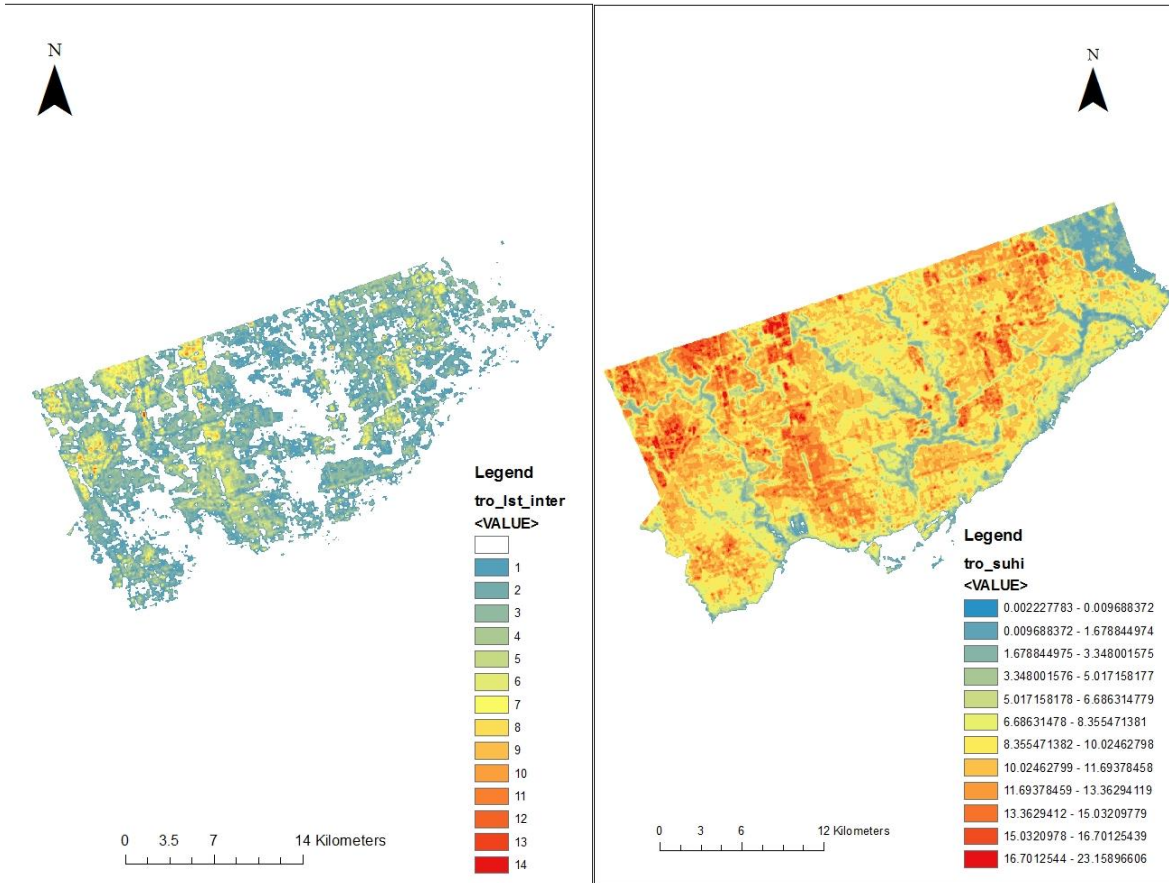 N
Legend
tro_lst_inter
<VALUE>
1
2
3
4
5
6
7
8
9
10
11
12
13
14
0 3.5 7 14 Kilometers
N
Legend
tro_suhi
<VALUE>
0.002227783 - 0.009688372
0.009688372 - 1.678844974
1.678844975 - 3.348001575
3.348001576 - 5.017158177
5.017158178 - 6.686314779
6.68631478 - 8.355471381
8.355471382 - 10.02462798
10.02462799 - 11.69378458
11.69378459 - 13.36294119
13.3629412 - 15.03209779
15.0320978 - 16.70125439
16.7012544 - 23.15896606
0 3 6 12 Kilometers